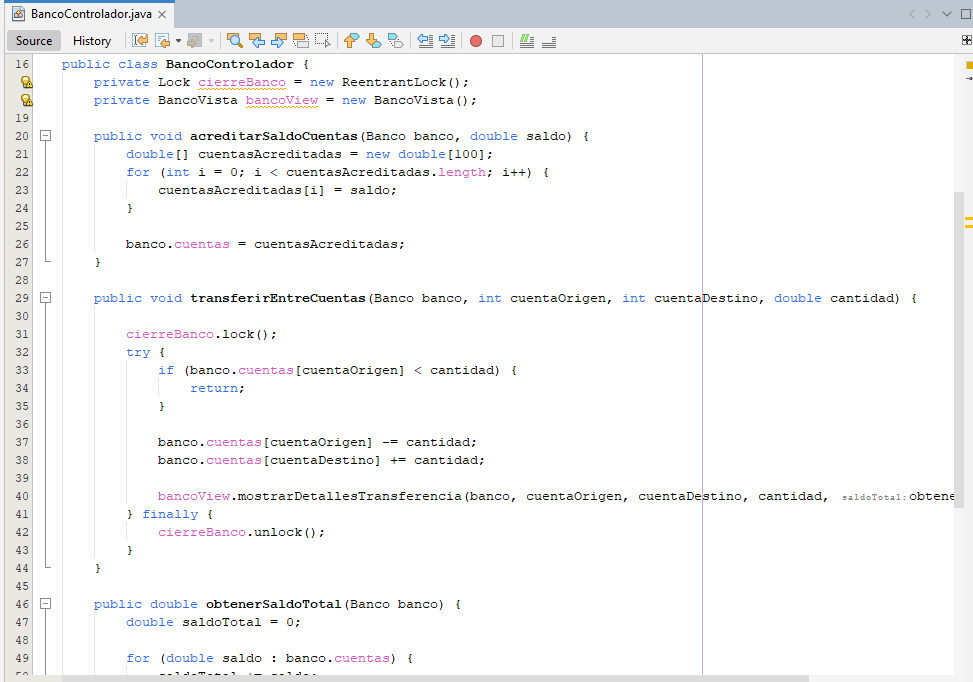 BancoControlador.java
Source History
16 public class BancoControlador {
private Lock cierreBanco = new ReentrantLock();
private BancoVista bancoView = new BancoVista();
19
20 public void acreditarSaldoCuentas(Banco banco, double saldo) {
21 double[] cuentasAcreditadas = new double[100];
22 for (int i = 0; i < cuentasAcreditadas.length; i++) {
23 cuentasAcreditadas[i] = saldo;
24 }
25
26 banco.cuentas = cuentasAcreditadas;
27 }
28
29 public void transferirEntreCuentas(Banco banco, int cuentaOrigen, int cuentaDestino, double cantidad) {
30
31 cierreBanco.lock();
32 try {
33 if (banco.cuentas[cuentaOrigen] < cantidad) {
34 return;
35 }
36
37 banco.cuentas[cuentaOrigen] -= cantidad;
38 banco.cuentas[cuentaDestino] += cantidad;
39
40 bancoView.mostrarDetallesTransferencia(banco, cuentaOrigen, cuentaDestino, cantidad, saldoTotal: obtene
41 } finally {
42 cierreBanco.unlock();
43 }
44 }
45
46 public double obtenerSaldoTotal(Banco banco) {
47 double saldoTotal = 0;
48
49 for (double saldo : banco.cuentas) {